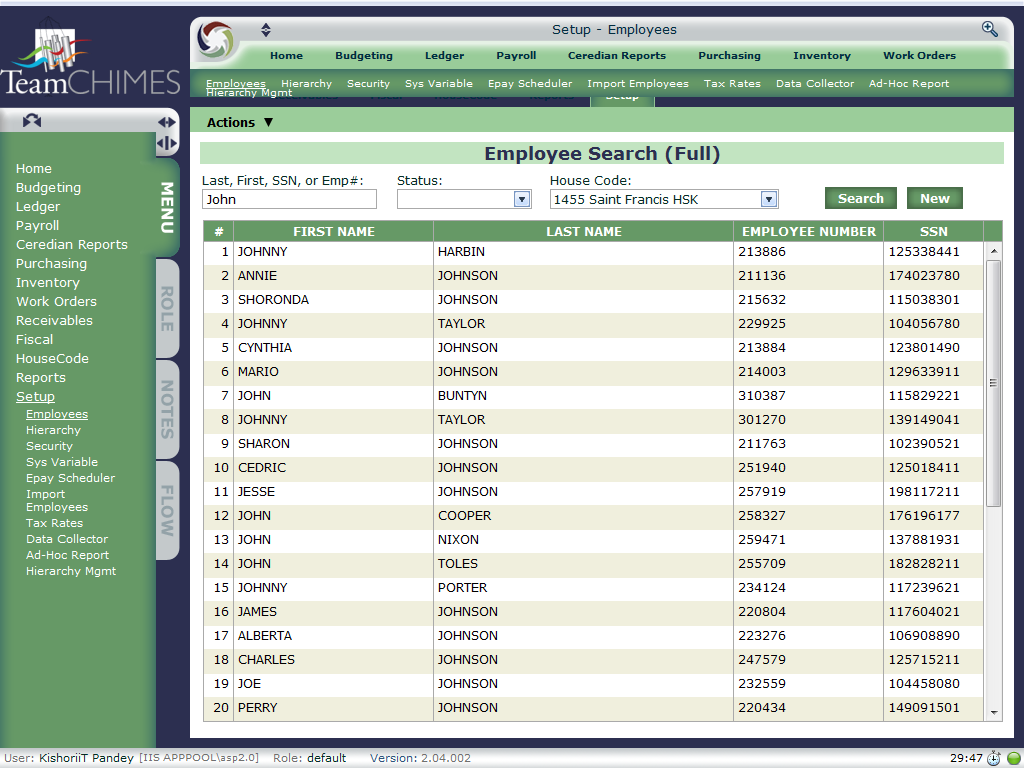 Setup - Employees
TeamCHIMES
Home Budgeting Ledger Payroll Ceredian Reports Purchasing Inventory Work Orders
Employees Hierarchy Security Sys Variable Epay Scheduler Import Employees Tax Rates Data Collector Ad-Hoc Report
Hierarchy Mgmt
Setup
Actions ▼
Home
Budgeting
Ledger
Payroll
Ceredian Reports
Purchasing
Inventory
Work Orders
Receivables
Fiscal
HouseCode
Reports
Setup
Employees
Hierarchy
Security
Sys Variable
Epay Scheduler
Import
Employees
Tax Rates
Data Collector
Ad-Hoc Report
Hierarchy Mgmt
MENU
ROLE
NOTES
FLOW
Employee Search (Full)
Last, First, SSN, or Emp#: Status: House Code:
John 1455 Saint Francis HSK Search New
# FIRST NAME LAST NAME EMPLOYEE NUMBER SSN
1 JOHNNY HARBIN 213886 125338441
2 ANNIE JOHNSON 211136 174023780
3 SHORONDA JOHNSON 215632 115038301
4 JOHNNY TAYLOR 229925 104056780
5 CYNTHIA JOHNSON 213884 123801490
6 MARIO JOHNSON 214003 129633911
7 JOHN BUNTYN 310387 115829221
8 JOHNNY TAYLOR 301270 139149041
9 SHARON JOHNSON 211763 102390521
10 CEDRIC JOHNSON 251940 125018411
11 JESSE JOHNSON 257919 198117211
12 JOHN COOPER 258327 176196177
13 JOHN NIXON 259471 137881931
14 JOHN TOLES 255709 182828211
15 JOHNNY PORTER 234124 117239621
16 JAMES JOHNSON 220804 117604021
17 ALBERTA JOHNSON 223276 106908890
18 CHARLES JOHNSON 247579 125715211
19 JOE JOHNSON 232559 104458080
20 PERRY JOHNSON 220434 149091501
User: KishoriiT Pandey [IIS APPPOOL\asp2.0] Role: default Version: 2.04.002 29:47